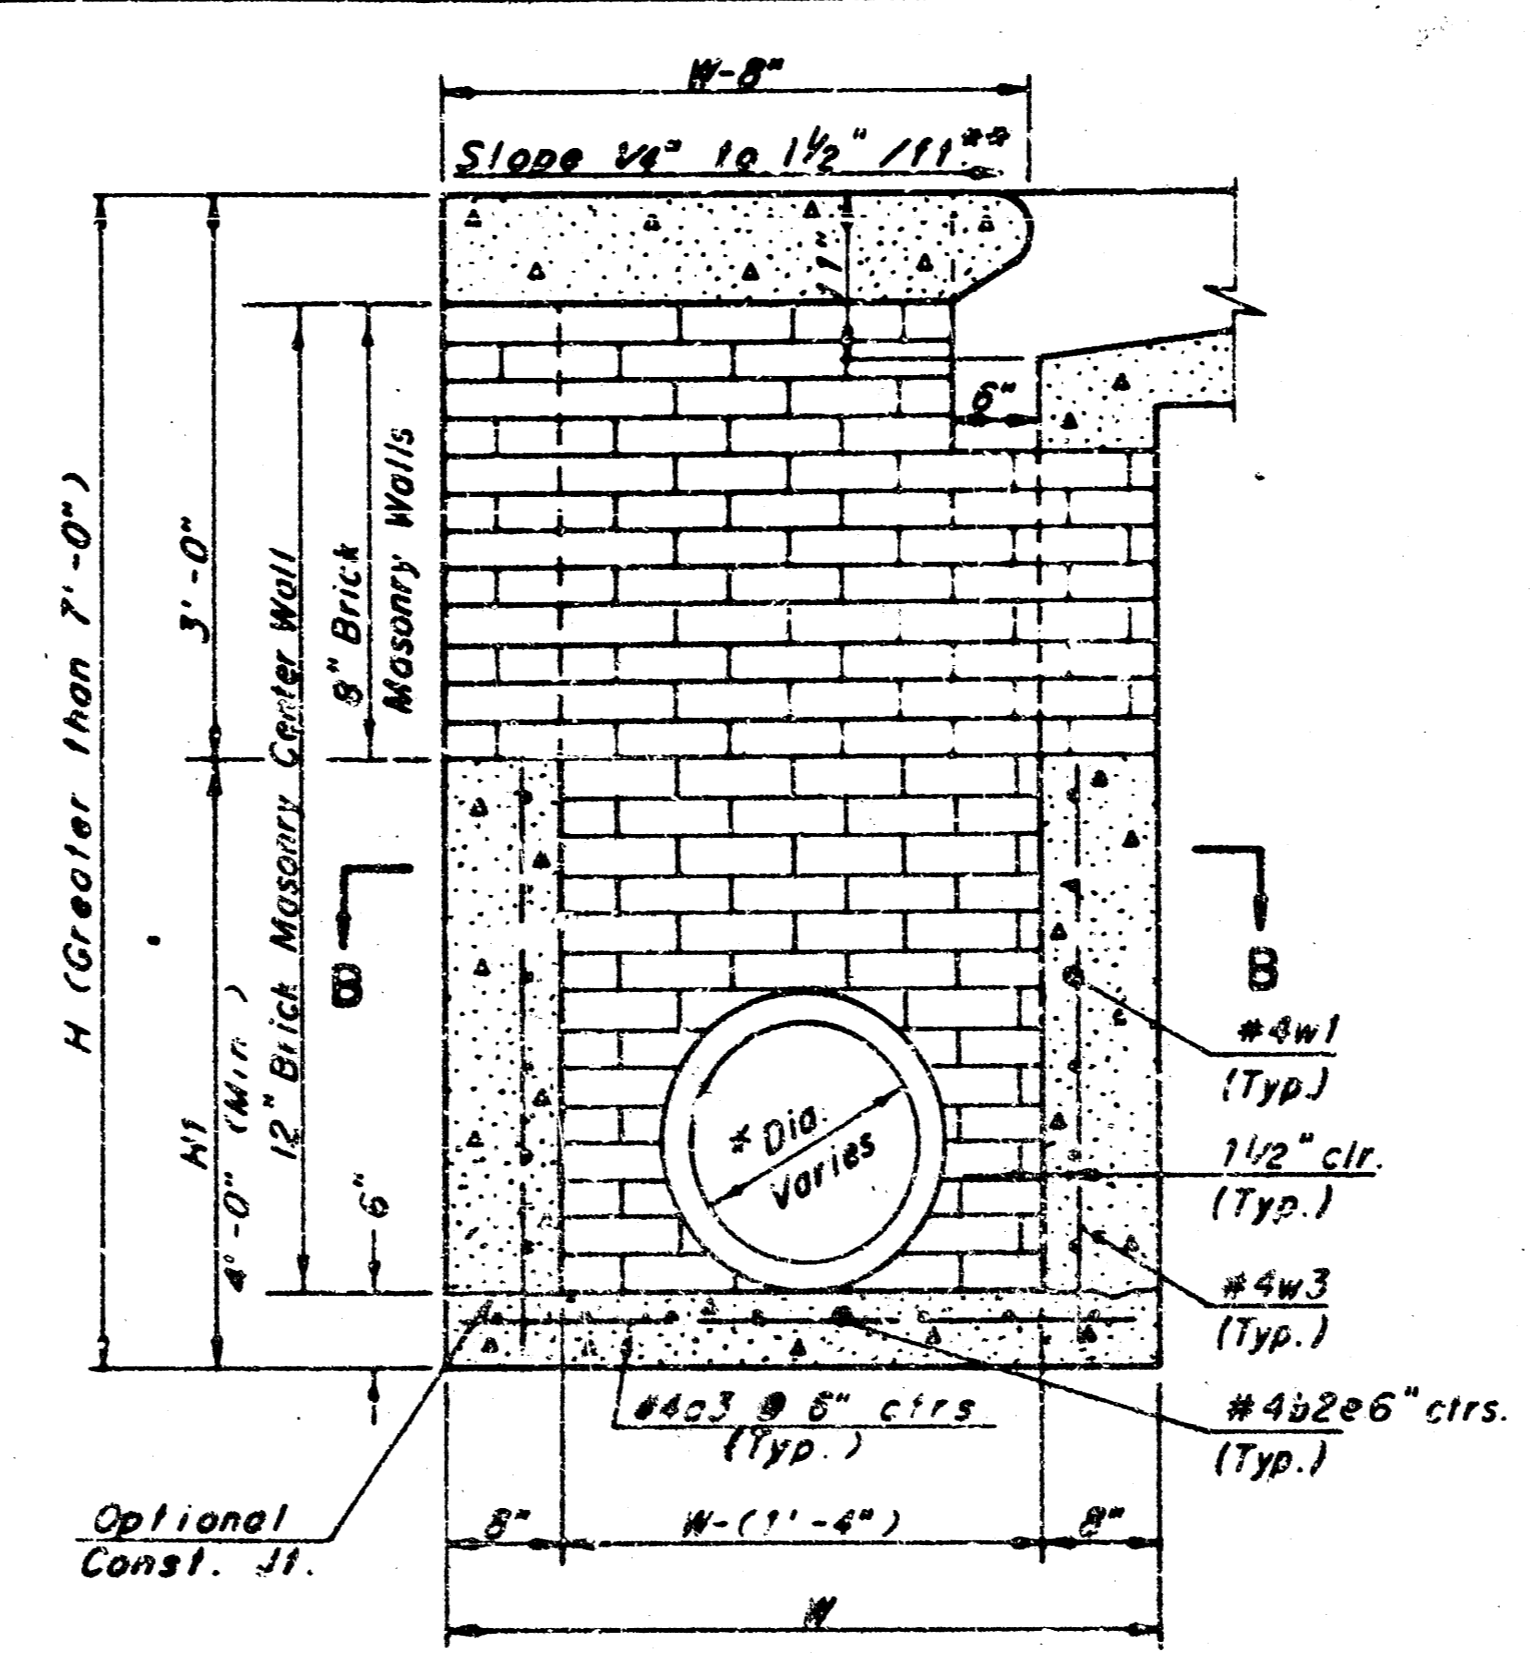 W-8"
Slope 1/4" to 1 1/2" /ft.**
11"
6"
H (Greater than 7'-0")
3'-0"
H1
4'-0" (Min.)
12" Brick Masonry Center Wall
8" Brick
Masonry Walls
6"
B
B
#4w1
(Typ.)
* Dia.
Varies
1 1/2" clr.
(Typ.)
#4w3
(Typ.)
#4a3 @ 6" ctrs
(Typ.)
#4b2@6" ctrs.
(Typ.)
Optional
Const. Jt.
8"
W-(1'-4")
8"
W